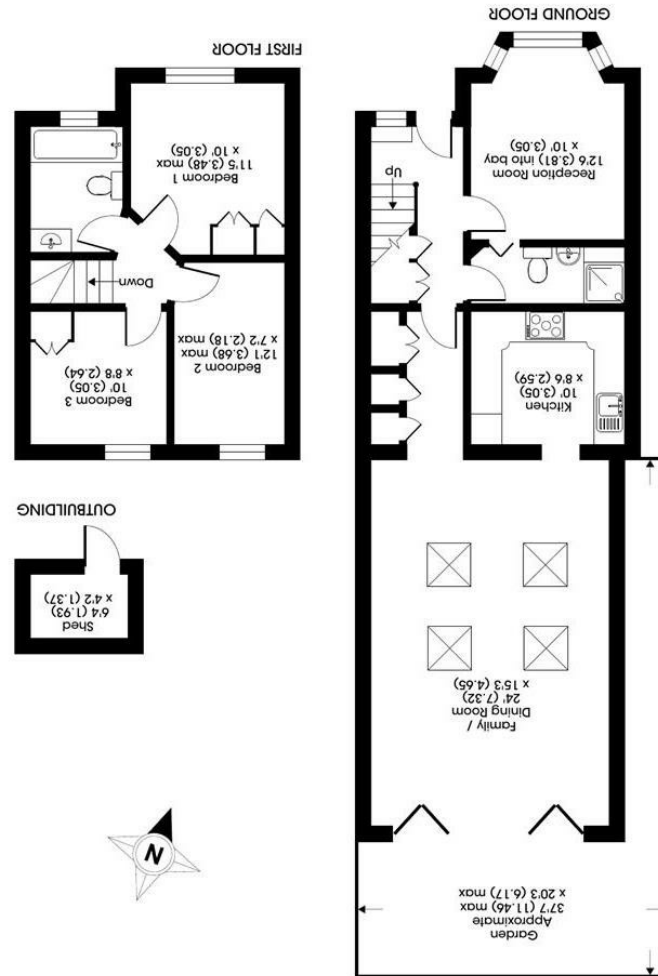 Garden
Approximate
37'7 (11.46) max
x 20'3 (6.17) max
Family /
Dining Room
24' (7.32)
x 15'3 (4.65)
Kitchen
10' (3.05)
x 8'6 (2.59)
Up
Reception Room
12'6 (3.81) into bay
x 10' (3.05)
GROUND FLOOR
N
Shed
6'4 (1.93)
x 4'2 (1.37)
OUTBUILDING
Bedroom 2
12'1 (3.68) max
x 7'2 (2.18) max
Bedroom 3
10' (3.05)
x 8'8 (2.64)
Down
Bedroom 1
11'5 (3.48) max
x 10' (3.05)
FIRST FLOOR